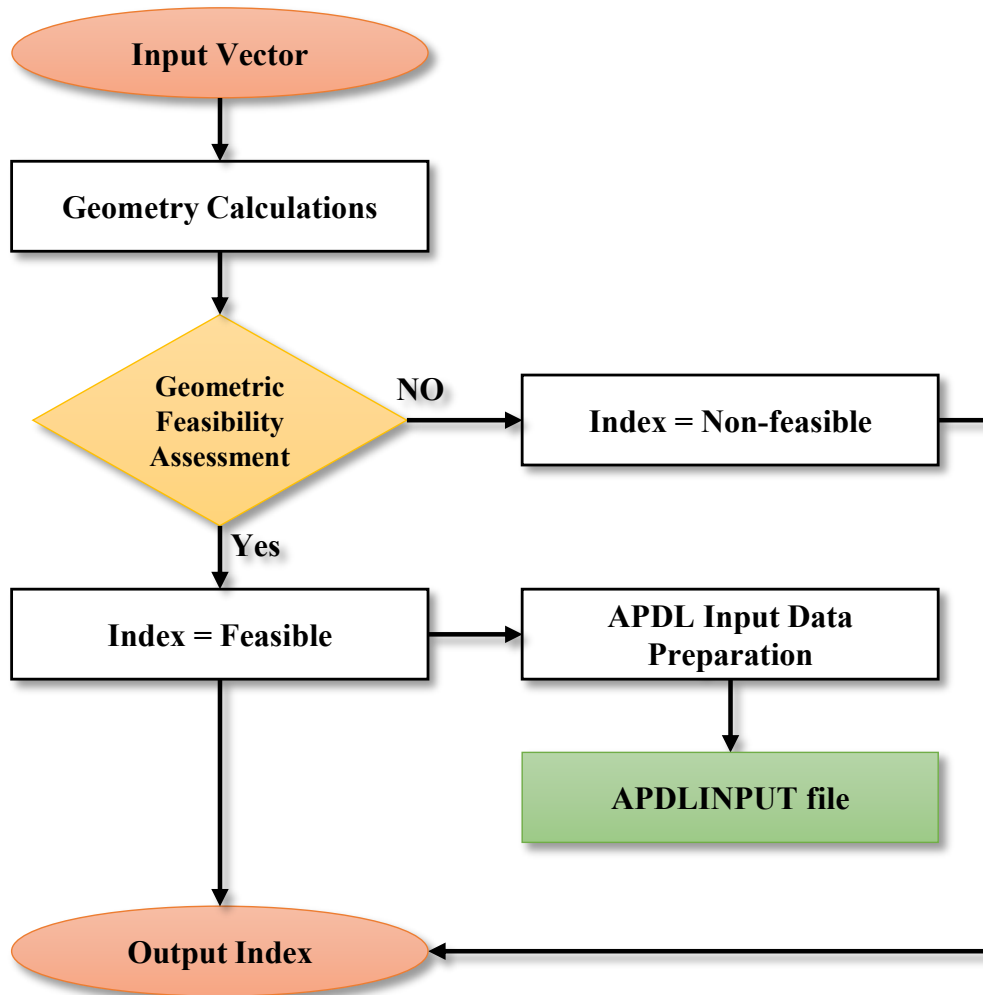 Input Vector
Geometry Calculations
Geometric
Feasibility
Assessment
NO
Index = Non-feasible
Yes
Index = Feasible
APDL Input Data
Preparation
APDLINPUT file
Output Index